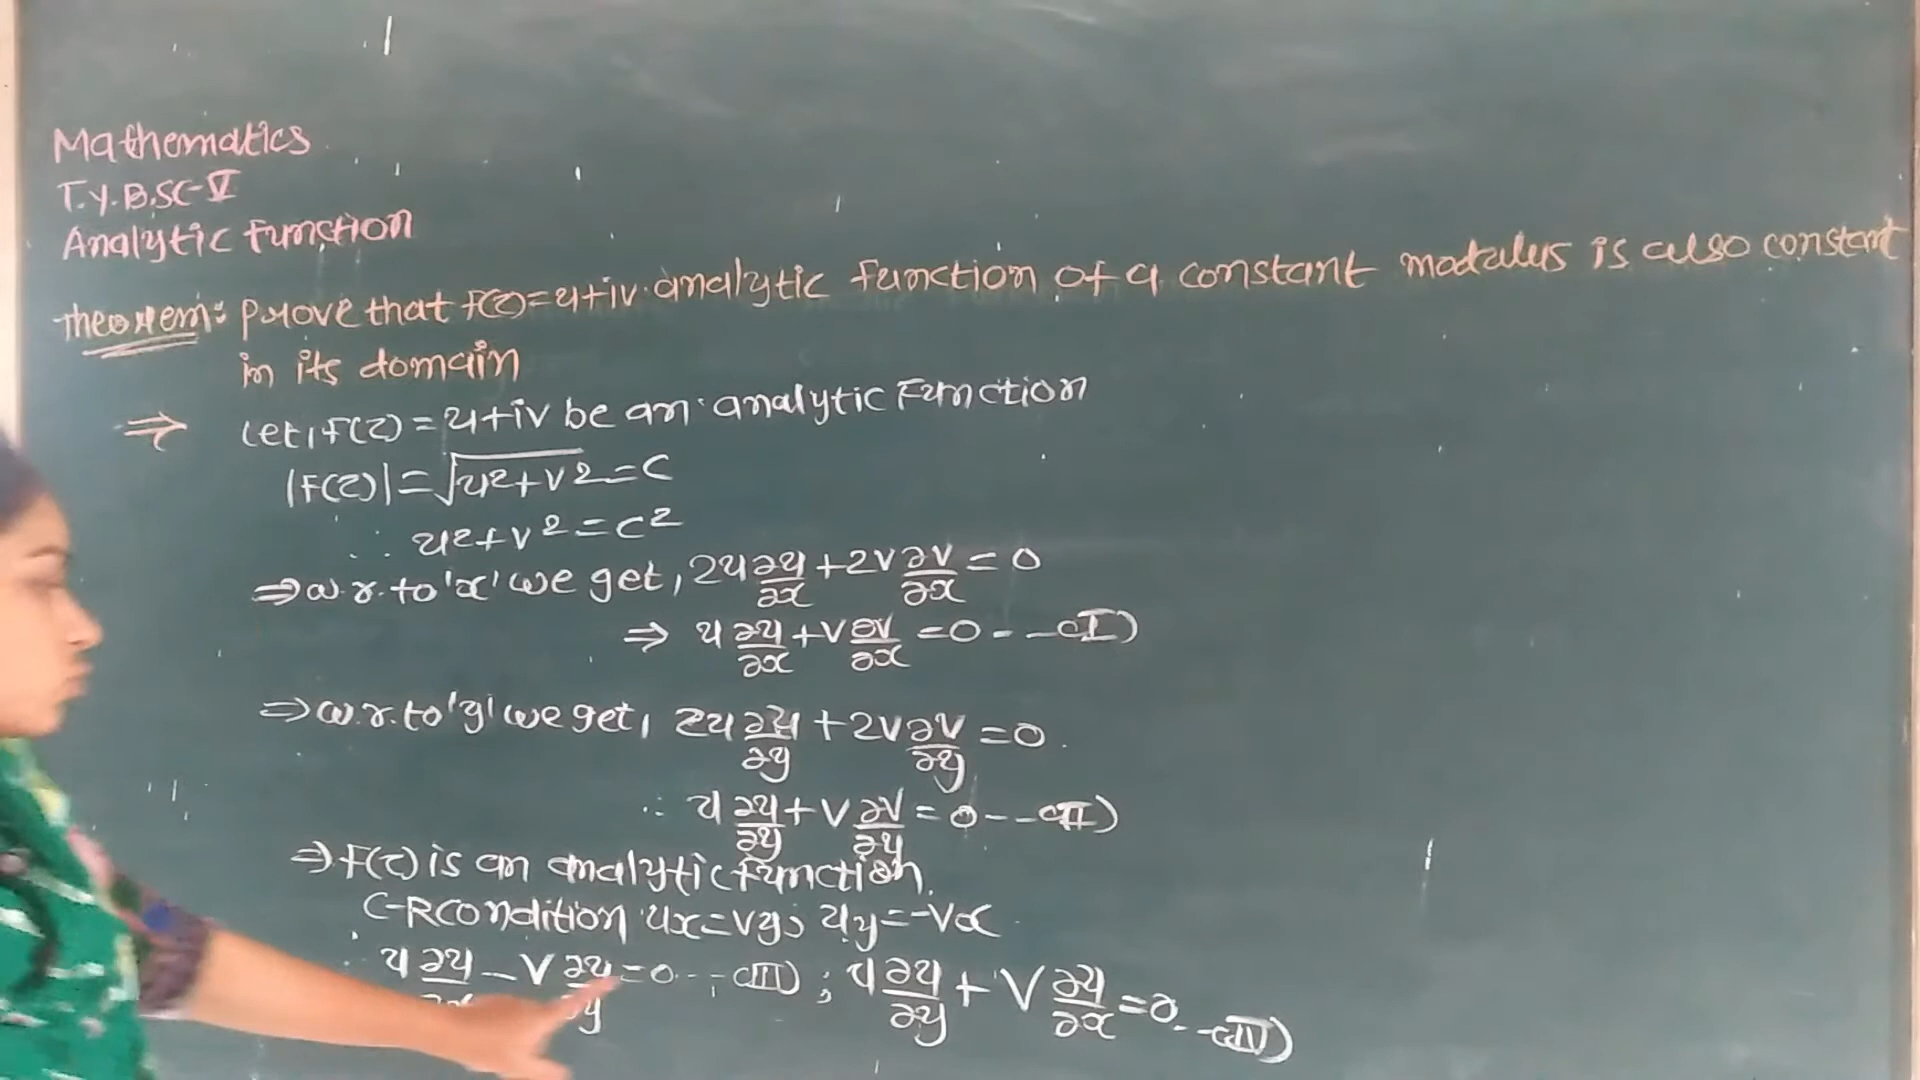 Mathematics
T.Y.B.SC-V
Analytic Function
Theorem: Prove that f(z)=u+iv analytic function of a constant modulus is also constant
in its domain
⇒ Let, f(z)=u+iv be an analytic Function
|F(z)|=√u²+v²=C
∴ u²+v²=c²
⇒w.r.to 'x' we get, 2u ∂u/∂x + 2v ∂v/∂x = 0
⇒ u ∂u/∂x + v ∂v/∂x = 0 --- (I)
⇒w.r.to 'y' we get, 2u ∂u/∂y + 2v ∂v/∂y = 0
∴ u ∂u/∂y + v ∂v/∂y = 0 --- (II)
⇒ F(z) is an analytic function.
C-R condition ux=vy, uy=-vx
∴ u ∂u/∂x - v ∂u/∂y = 0 --- (III) ; u ∂u/∂y + v ∂u/∂x = 0 --- (IV)